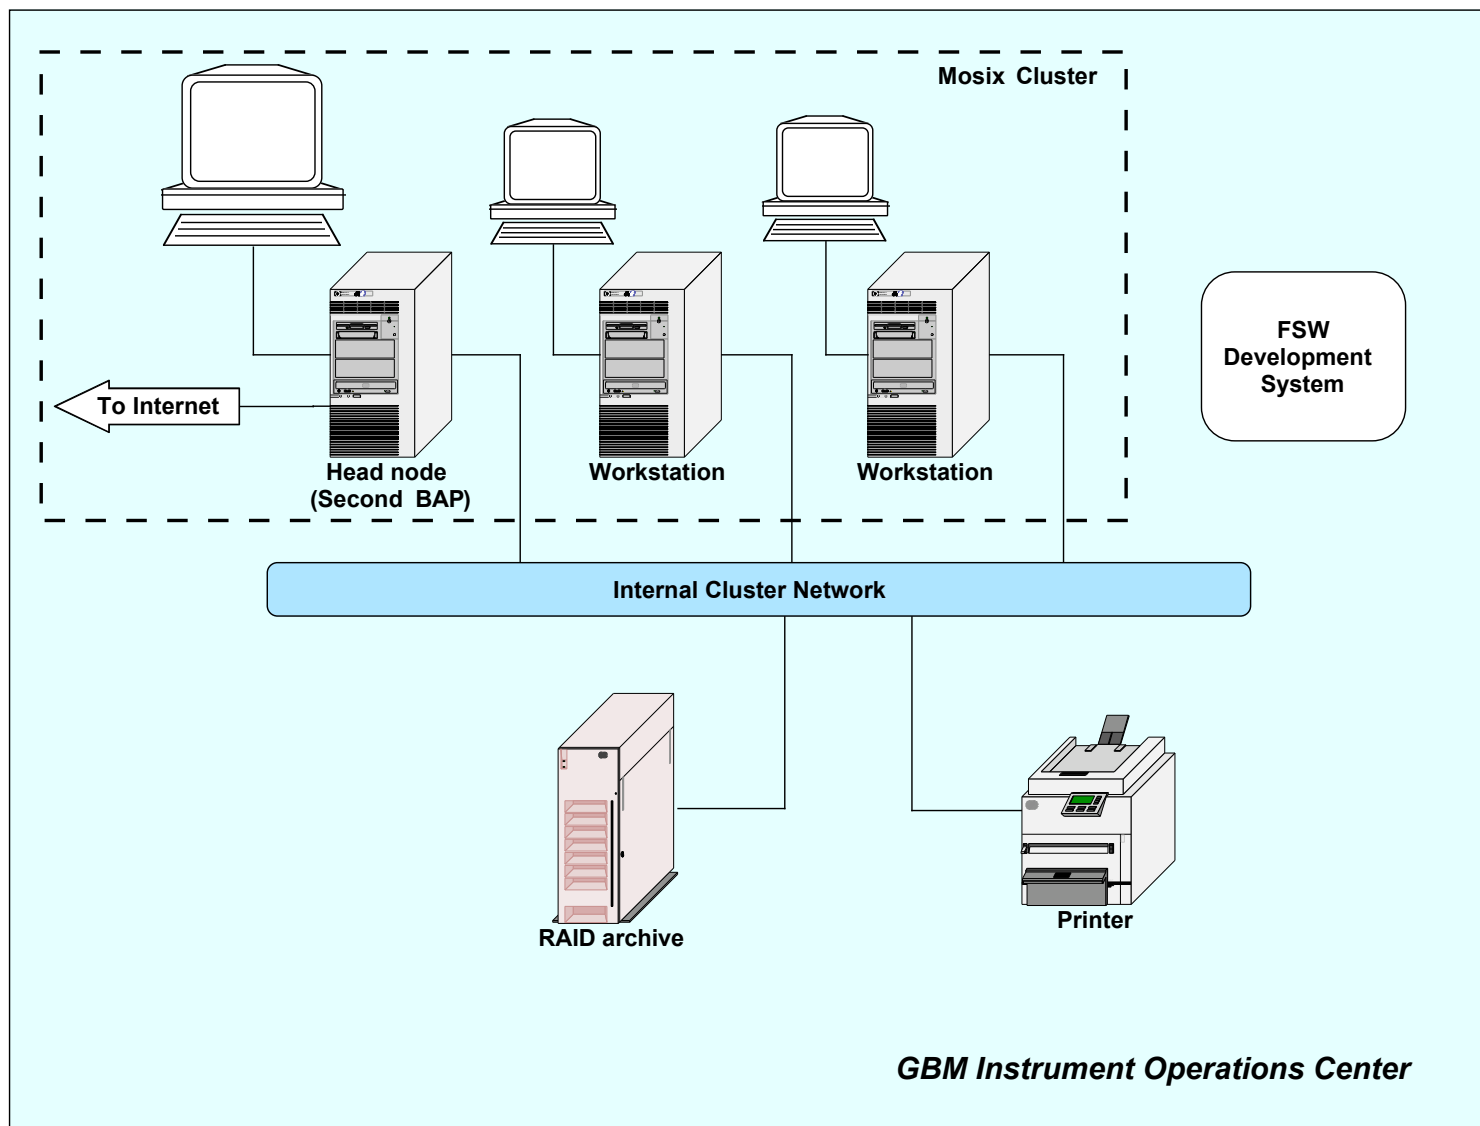 Mosix Cluster
FSW
Development
System
To Internet
Head node
(Second BAP)
Workstation
Workstation
Internal Cluster Network
RAID archive
Printer
GBM Instrument Operations Center